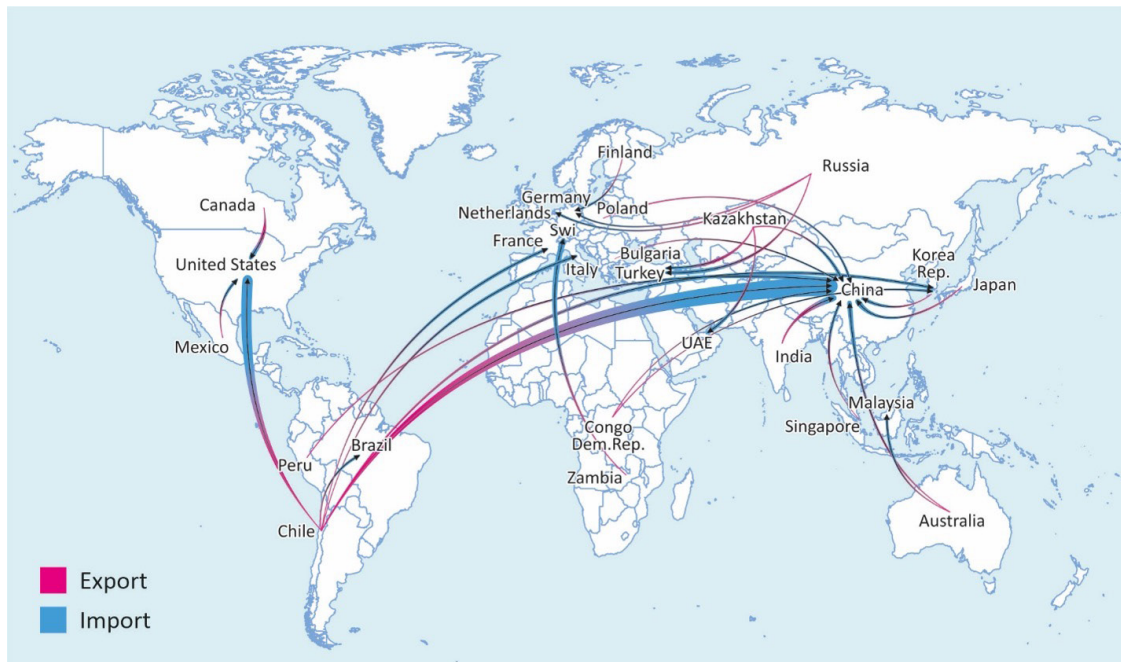 Finland
Russia
Germany
Canada
Netherlands
Poland
Kazakhstan
Swi
France
Bulgaria
Korea
Rep.
United States
Italy
Turkey
China
Japan
Mexico
UAE
India
Malaysia
Brazil
Congo
Dem.Rep.
Singapore
Peru
Zambia
Chile
Australia
Export
Import